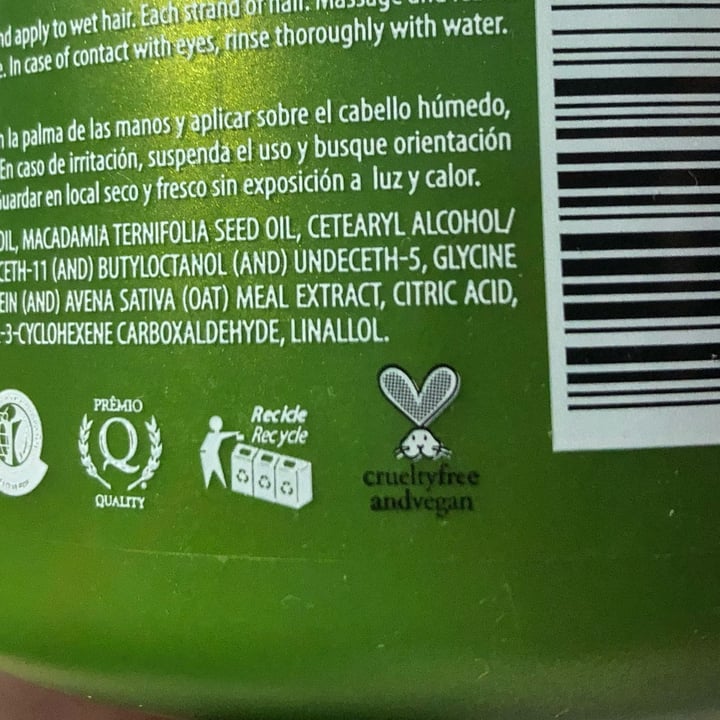 apply to wet hair. Each strand of hair. Massage
In case of contact with eyes, rinse thoroughly with water.
la palma de las manos y aplicar sobre el cabello húmedo,
En caso de irritación, suspenda el uso y busque orientación
Guardar en local seco y fresco sin exposición a luz y calor.
OIL, MACADAMIA TERNIFOLIA SEED OIL, CETEARYL ALCOHOL/
CETH-11 (AND) BUTYLOCTANOL (AND) UNDECETH-5, GLYCINE
EIN (AND) AVENA SATIVA (OAT) MEAL EXTRACT, CITRIC ACID,
-3-CYCLOHEXENE CARBOXALDEHYDE, LINALLOL.
PRÊMIO
Q
QUALITY
Recicle
Recycle
crueltyfree
andvegan